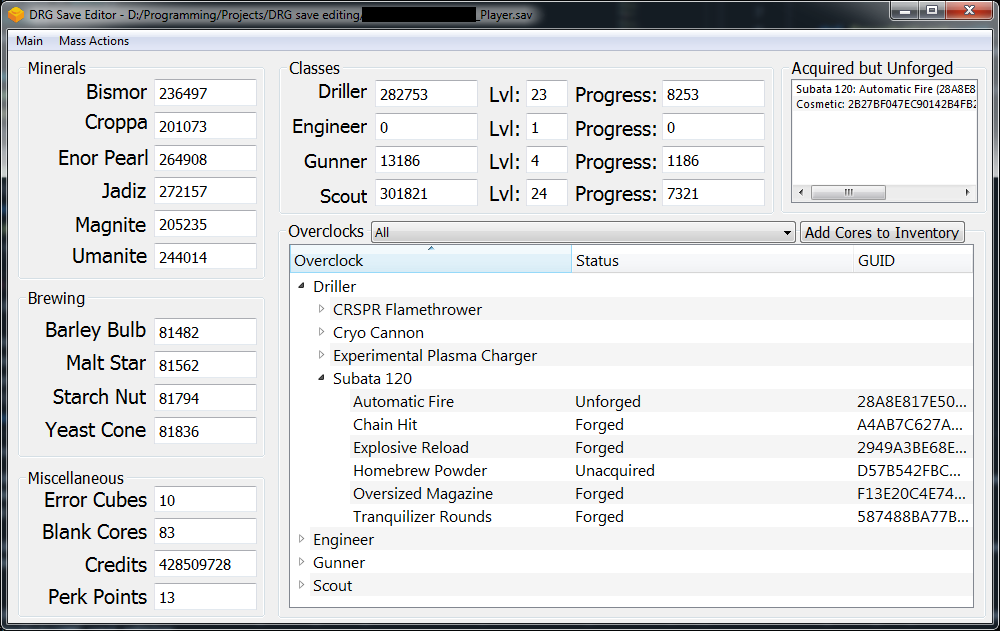 DRG Save Editor - D:/Programming/Projects/DRG save editing/ _Player.sav
Main Mass Actions
Minerals
Bismor 236497
Croppa 201073
Enor Pearl 264908
Jadiz 272157
Magnite 205235
Umanite 244014
Brewing
Barley Bulb 81482
Malt Star 81562
Starch Nut 81794
Yeast Cone 81836
Miscellaneous
Error Cubes 10
Blank Cores 83
Credits 428509728
Perk Points 13
Classes
Driller 282753 Lvl: 23 Progress: 8253
Engineer 0 Lvl: 1 Progress: 0
Gunner 13186 Lvl: 4 Progress: 1186
Scout 301821 Lvl: 24 Progress: 7321
Acquired but Unforged
Subata 120: Automatic Fire (28A8E8
Cosmetic: 2B27BF047EC90142B4FB2
Overclocks All Add Cores to Inventory
Overclock Status GUID
Driller
CRSPR Flamethrower
Cryo Cannon
Experimental Plasma Charger
Subata 120
Automatic Fire Unforged 28A8E817E50...
Chain Hit Forged A4AB7C627A...
Explosive Reload Forged 2949A3BE68E...
Homebrew Powder Unacquired D57B542FBC...
Oversized Magazine Forged F13E20C4E74...
Tranquilizer Rounds Forged 587488BA77B...
Engineer
Gunner
Scout